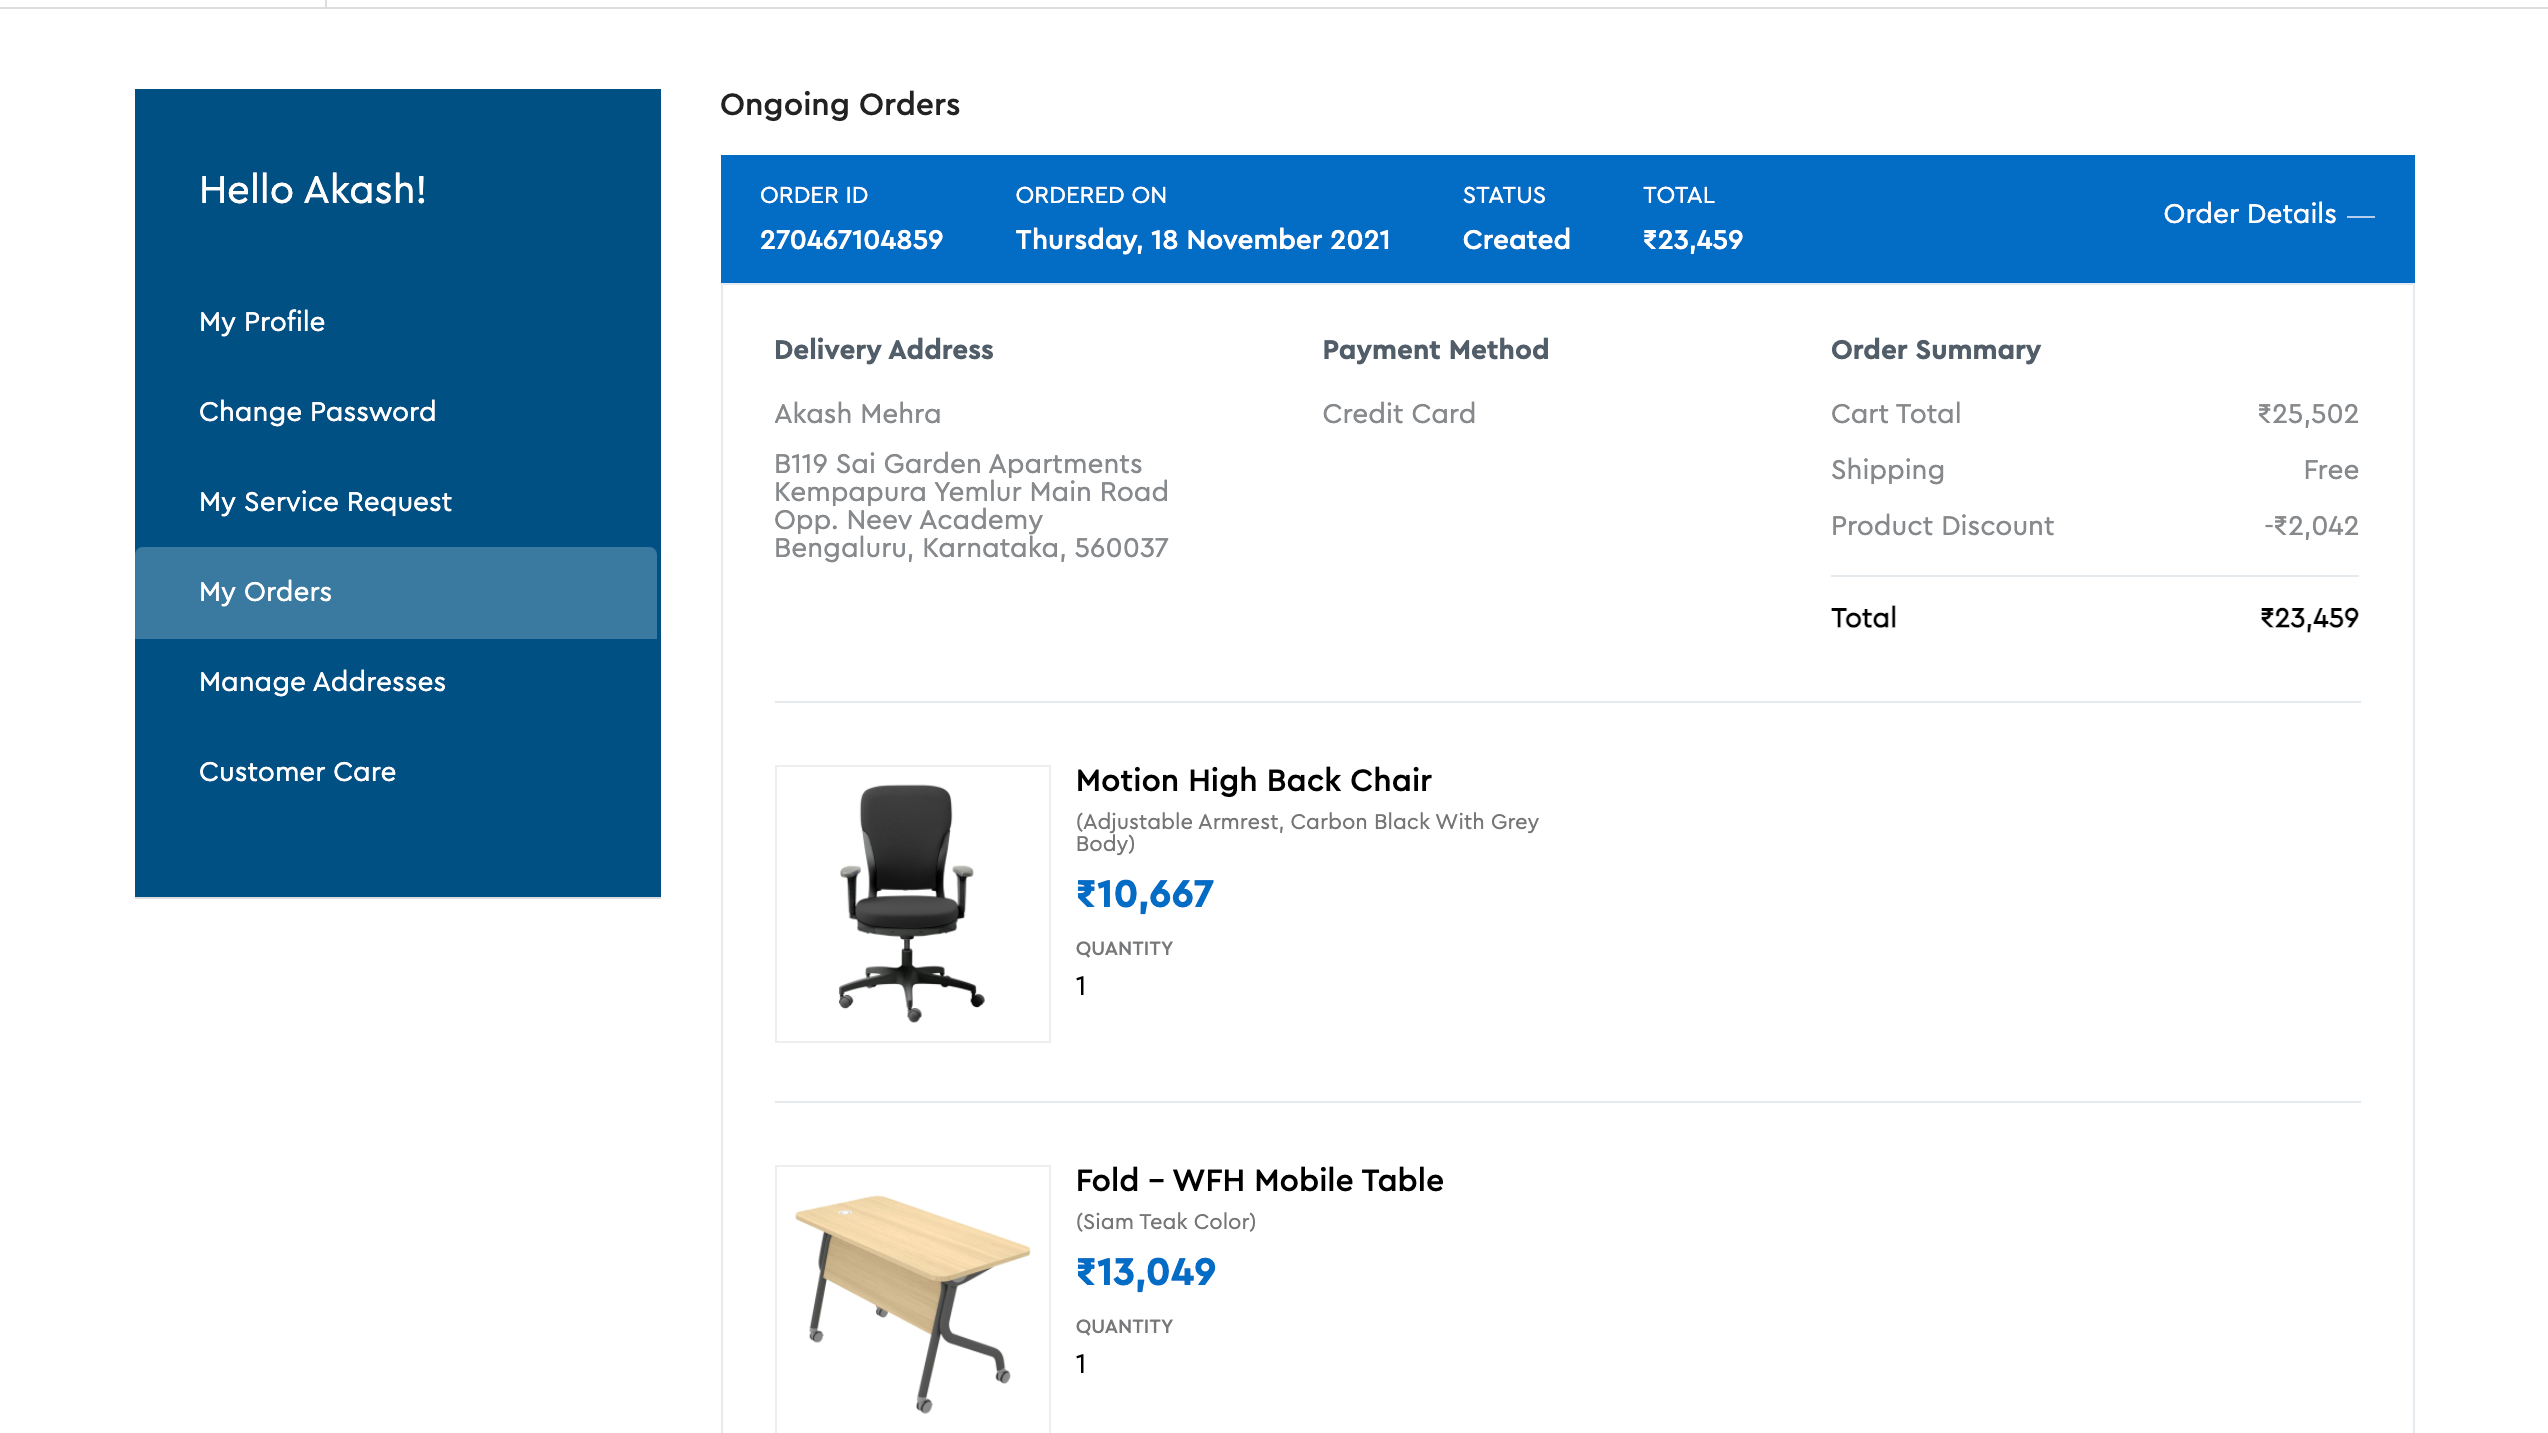 Hello Akash!
My Profile
Change Password
My Service Request
My Orders
Manage Addresses
Customer Care
Ongoing Orders
ORDER ID
270467104859
ORDERED ON
Thursday, 18 November 2021
STATUS
Created
TOTAL
₹23,459
Order Details —
Delivery Address
Akash Mehra
B119 Sai Garden Apartments
Kempapura Yemlur Main Road
Opp. Neev Academy
Bengaluru, Karnataka, 560037
Payment Method
Credit Card
Order Summary
Cart Total ₹25,502
Shipping Free
Product Discount -₹2,042
Total ₹23,459
Motion High Back Chair
(Adjustable Armrest, Carbon Black With Grey
Body)
₹10,667
QUANTITY
1
Fold – WFH Mobile Table
(Siam Teak Color)
₹13,049
QUANTITY
1